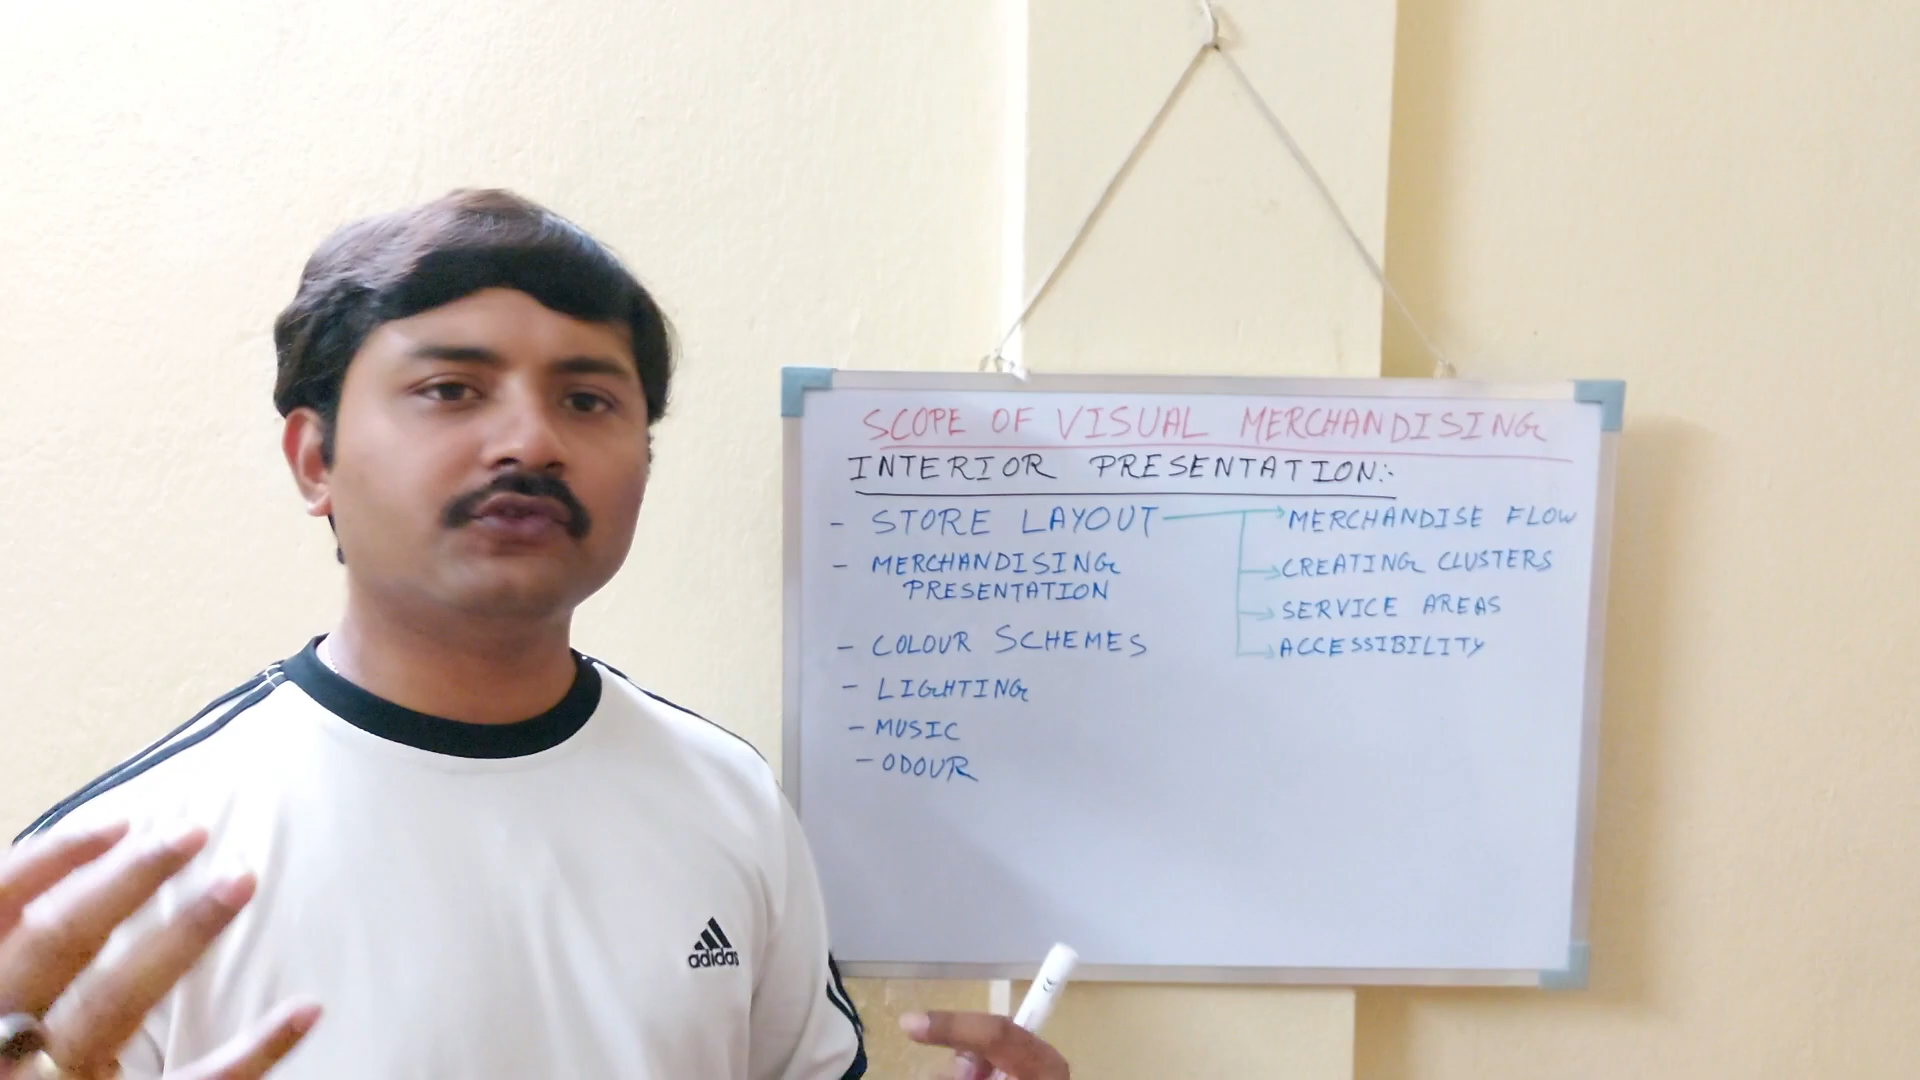 SCOPE OF VISUAL MERCHANDISING
INTERIOR PRESENTATION:-
- STORE LAYOUT → MERCHANDISE FLOW
→ CREATING CLUSTERS
→ SERVICE AREAS
→ ACCESSIBILITY
- MERCHANDISING
PRESENTATION
- COLOUR SCHEMES
- LIGHTING
- MUSIC
- ODOUR
adidas